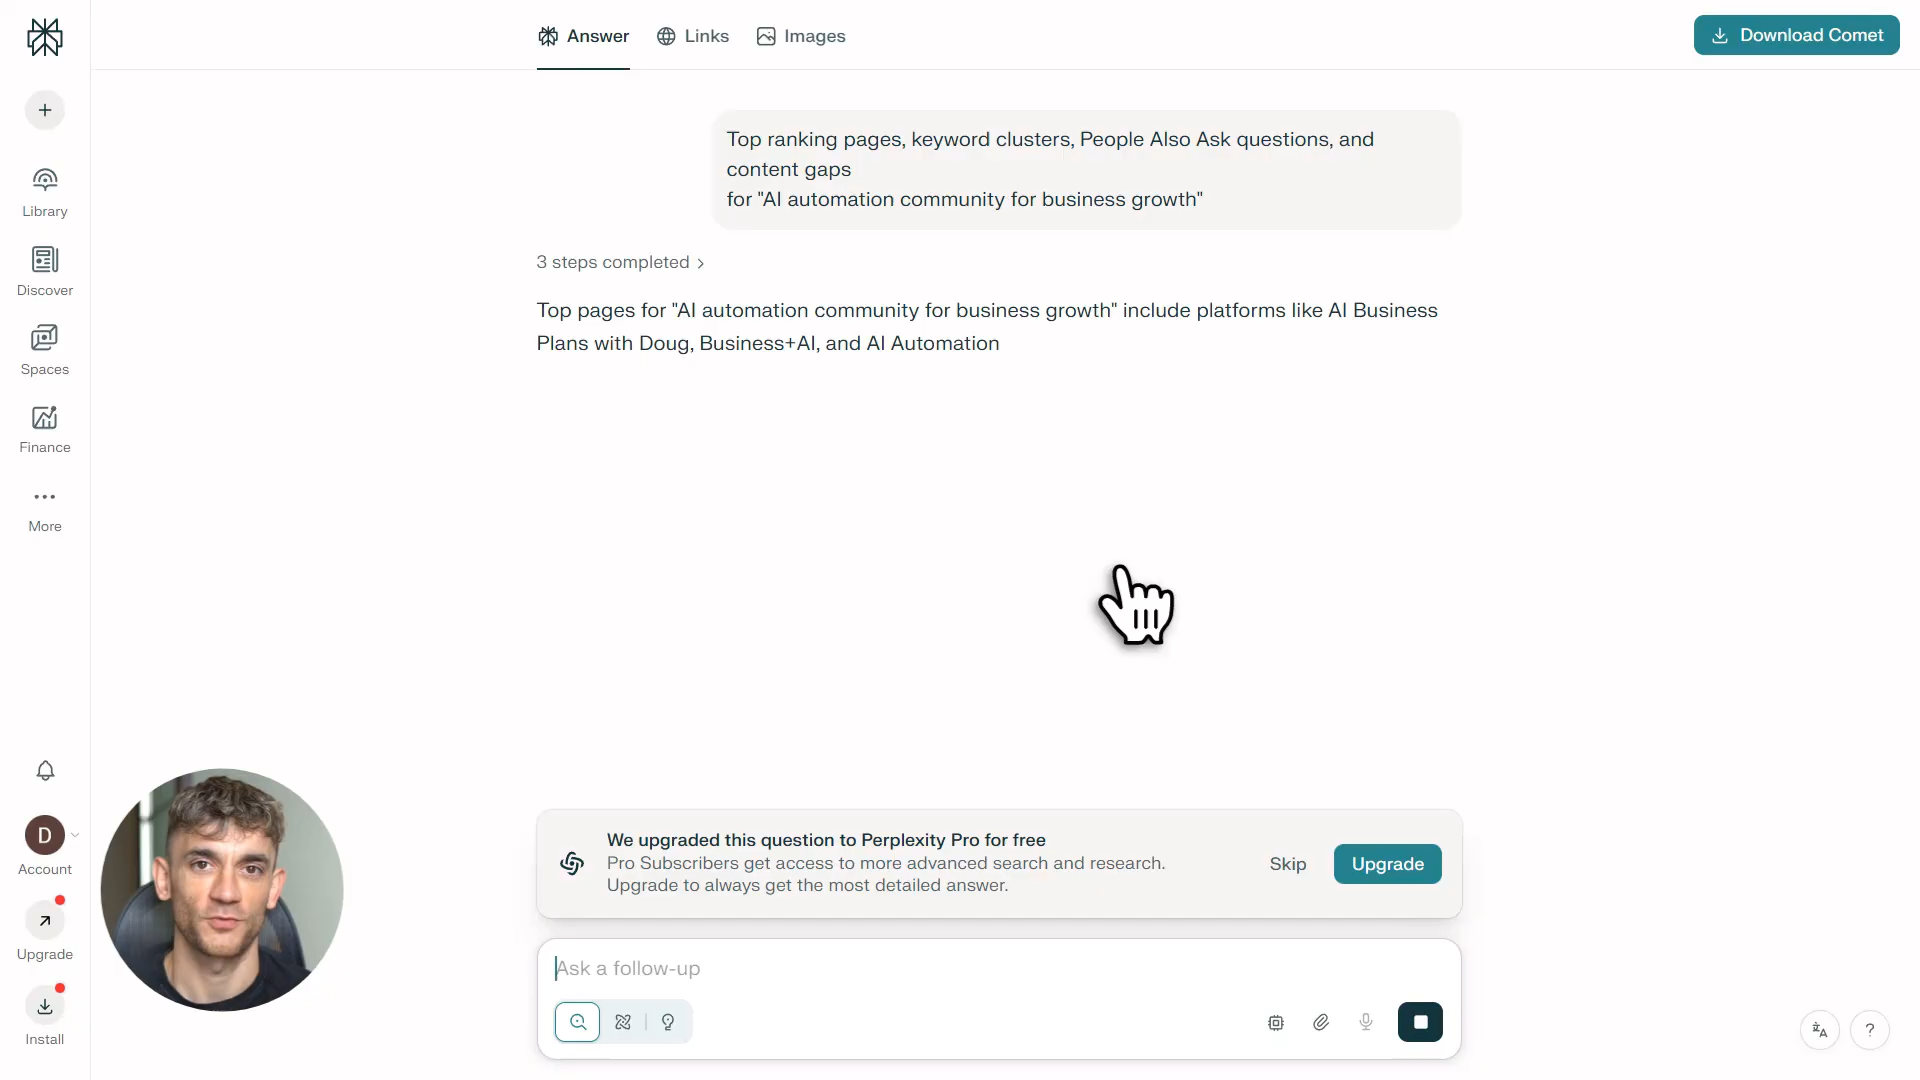 Answer
Links
Images
Download Comet
Top ranking pages, keyword clusters, People Also Ask questions, and
content gaps
for "AI automation community for business growth"
3 steps completed
Top pages for "AI automation community for business growth" include platforms like AI Business
Plans with Doug, Business+AI, and AI Automation
Library
Discover
Spaces
Finance
More
D
Account
Upgrade
Install
We upgraded this question to Perplexity Pro for free
Pro Subscribers get access to more advanced search and research.
Upgrade to always get the most detailed answer.
Skip
Upgrade
Ask a follow-up
?